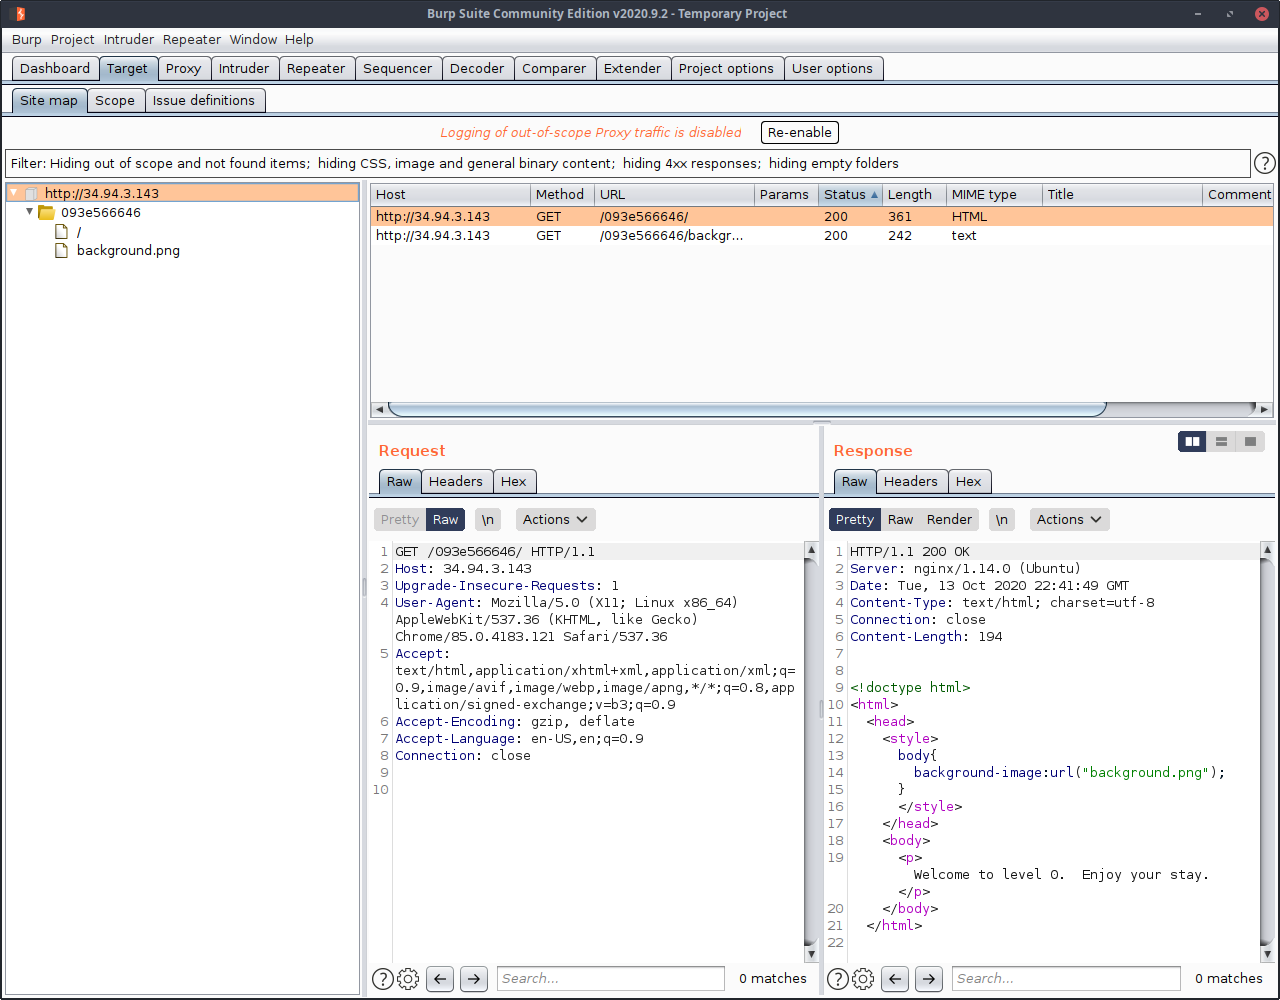 Burp Suite Community Edition v2020.9.2 - Temporary Project
Burp Project Intruder Repeater Window Help
Dashboard Target Proxy Intruder Repeater Sequencer Decoder Comparer Extender Project options User options
Site map Scope Issue definitions
Logging of out-of-scope Proxy traffic is disabled Re-enable
Filter: Hiding out of scope and not found items; hiding CSS, image and general binary content; hiding 4xx responses; hiding empty folders
?
http://34.94.3.143
093e566646
/
background.png
Host Method URL Params Status Length MIME type Title Comment
http://34.94.3.143 GET /093e566646/ 200 361 HTML
http://34.94.3.143 GET /093e566646/backgr... 200 242 text
Request
Raw Headers Hex
Pretty Raw \n Actions
1 GET /093e566646/ HTTP/1.1
2 Host: 34.94.3.143
3 Upgrade-Insecure-Requests: 1
4 User-Agent: Mozilla/5.0 (X11; Linux x86_64)
AppleWebKit/537.36 (KHTML, like Gecko)
Chrome/85.0.4183.121 Safari/537.36
5 Accept:
text/html,application/xhtml+xml,application/xml;q=
0.9,image/avif,image/webp,image/apng,*/*;q=0.8,app
lication/signed-exchange;v=b3;q=0.9
6 Accept-Encoding: gzip, deflate
7 Accept-Language: en-US,en;q=0.9
8 Connection: close
9
10
? Search... 0 matches
Response
Raw Headers Hex
Pretty Raw Render \n Actions
1 HTTP/1.1 200 OK
2 Server: nginx/1.14.0 (Ubuntu)
3 Date: Tue, 13 Oct 2020 22:41:49 GMT
4 Content-Type: text/html; charset=utf-8
5 Connection: close
6 Content-Length: 194
7
8
9 <!doctype html>
10 <html>
11 <head>
12 <style>
13 body{
14 background-image:url("background.png");
15 }
16 </style>
17 </head>
18 <body>
19 <p>
Welcome to level 0.  Enjoy your stay.
</p>
20 </body>
21 </html>
22
? Search... 0 matches